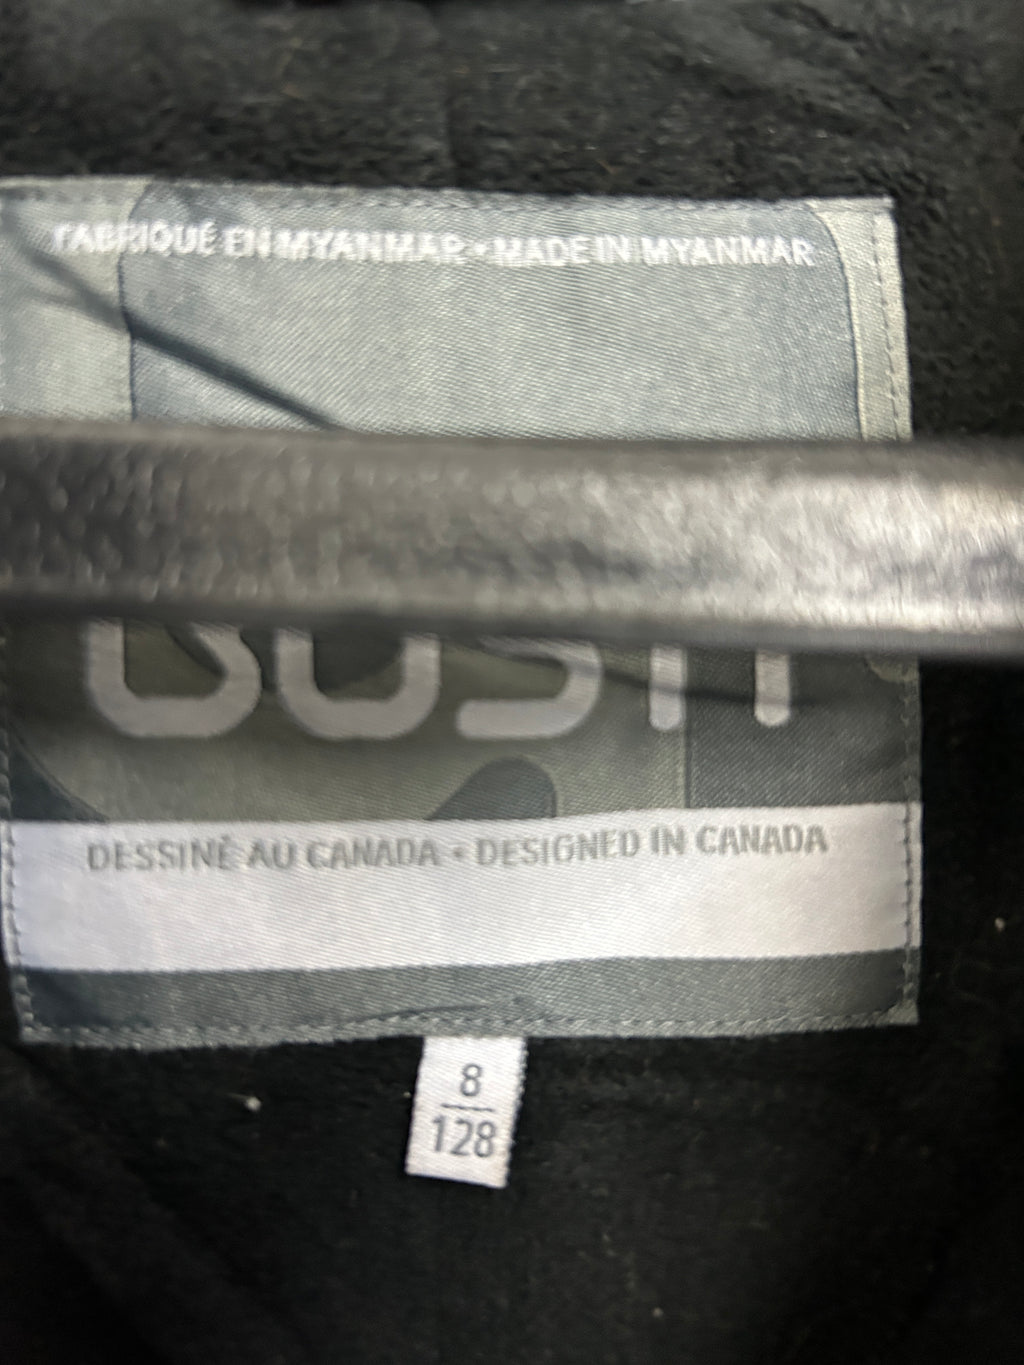 FABRIQUÉ EN MYANMAR • MADE IN MYANMAR
DESSINÉ AU CANADA • DESIGNED IN CANADA
8
128